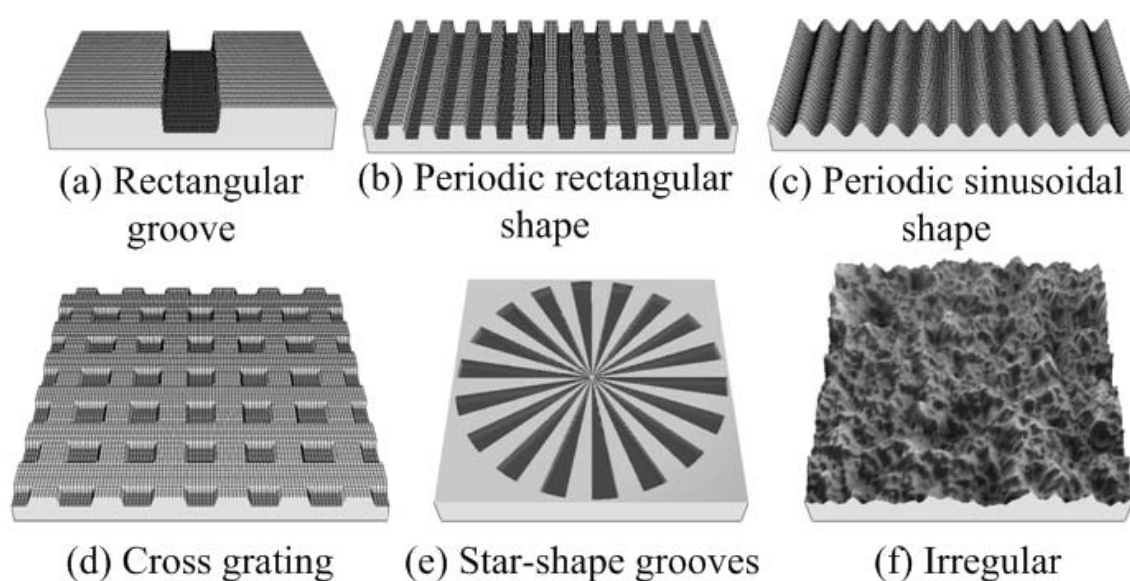 (a) Rectangular
groove
(b) Periodic rectangular
shape
(c) Periodic sinusoidal
shape
(d) Cross grating
(e) Star-shape grooves
(f) Irregular